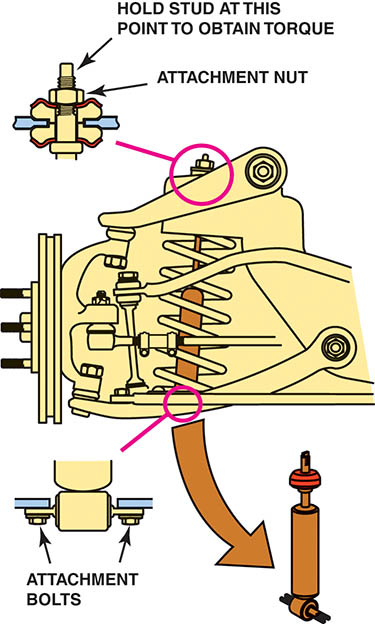 HOLD STUD AT THIS
POINT TO OBTAIN TORQUE
ATTACHMENT NUT
ATTACHMENT
BOLTS